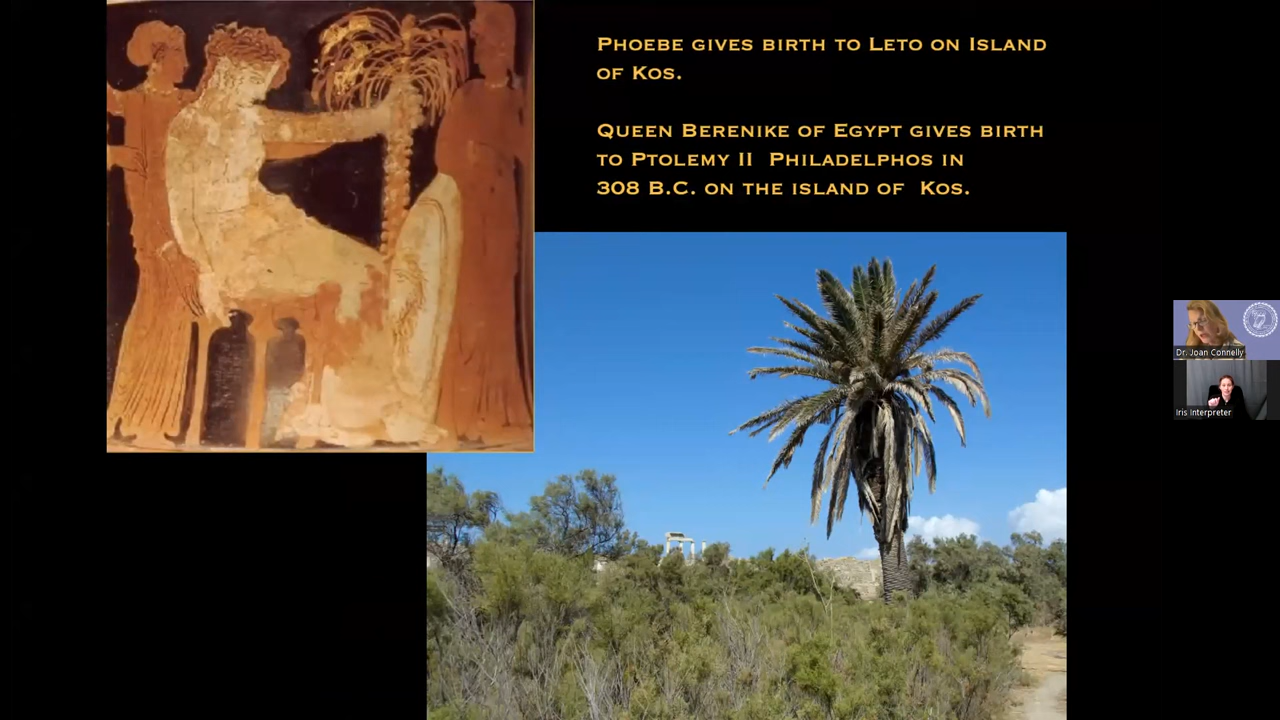 Phoebe gives birth to Leto on Island
of Kos.
Queen Berenike of Egypt gives birth
to Ptolemy II Philadelphos in
308 B.C. on the island of Kos.
Dr. Joan Connelly
Iris Interpreter